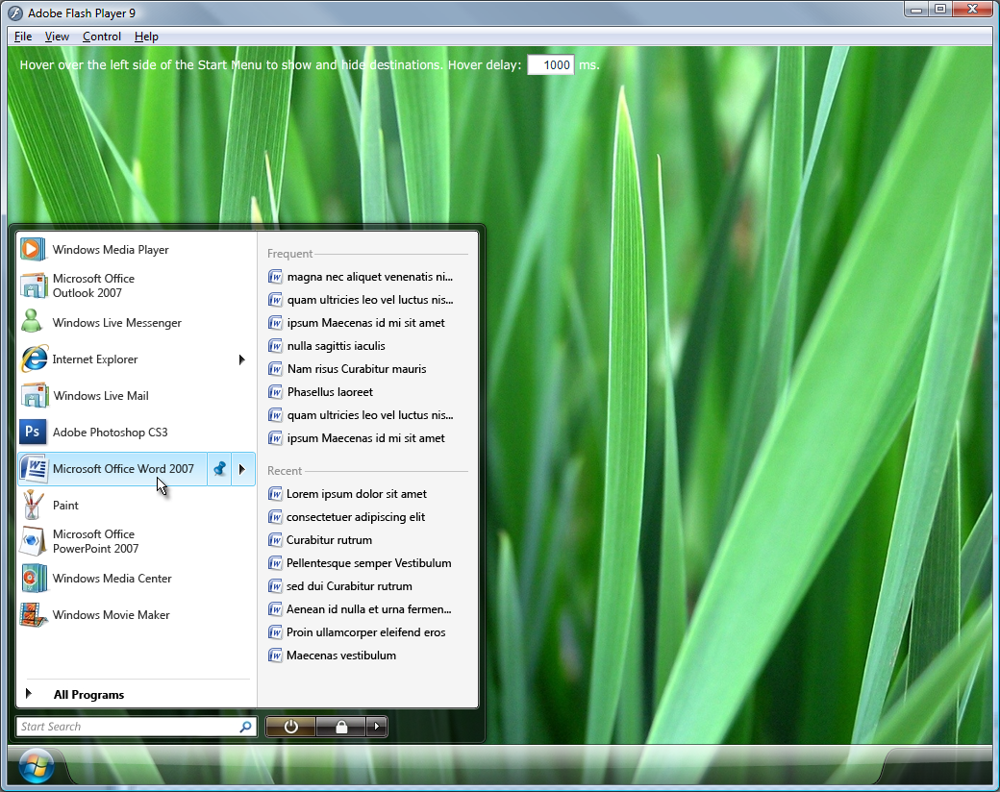 Adobe Flash Player 9
File View Control Help
Hover over the left side of the Start Menu to show and hide destinations. Hover delay: 1000 ms.
Windows Media Player
Microsoft Office
Outlook 2007
Windows Live Messenger
Internet Explorer
Windows Live Mail
Ps Adobe Photoshop CS3
Microsoft Office Word 2007
Paint
Microsoft Office
PowerPoint 2007
Windows Media Center
Windows Movie Maker
All Programs
Start Search
Frequent
magna nec aliquet venenatis ni...
quam ultricies leo vel luctus nis...
ipsum Maecenas id mi sit amet
nulla sagittis iaculis
Nam risus Curabitur mauris
Phasellus laoreet
quam ultricies leo vel luctus nis...
ipsum Maecenas id mi sit amet
Recent
Lorem ipsum dolor sit amet
consectetuer adipiscing elit
Curabitur rutrum
Pellentesque semper Vestibulum
sed dui Curabitur rutrum
Aenean id nulla et urna fermen...
Proin ullamcorper eleifend eros
Maecenas vestibulum